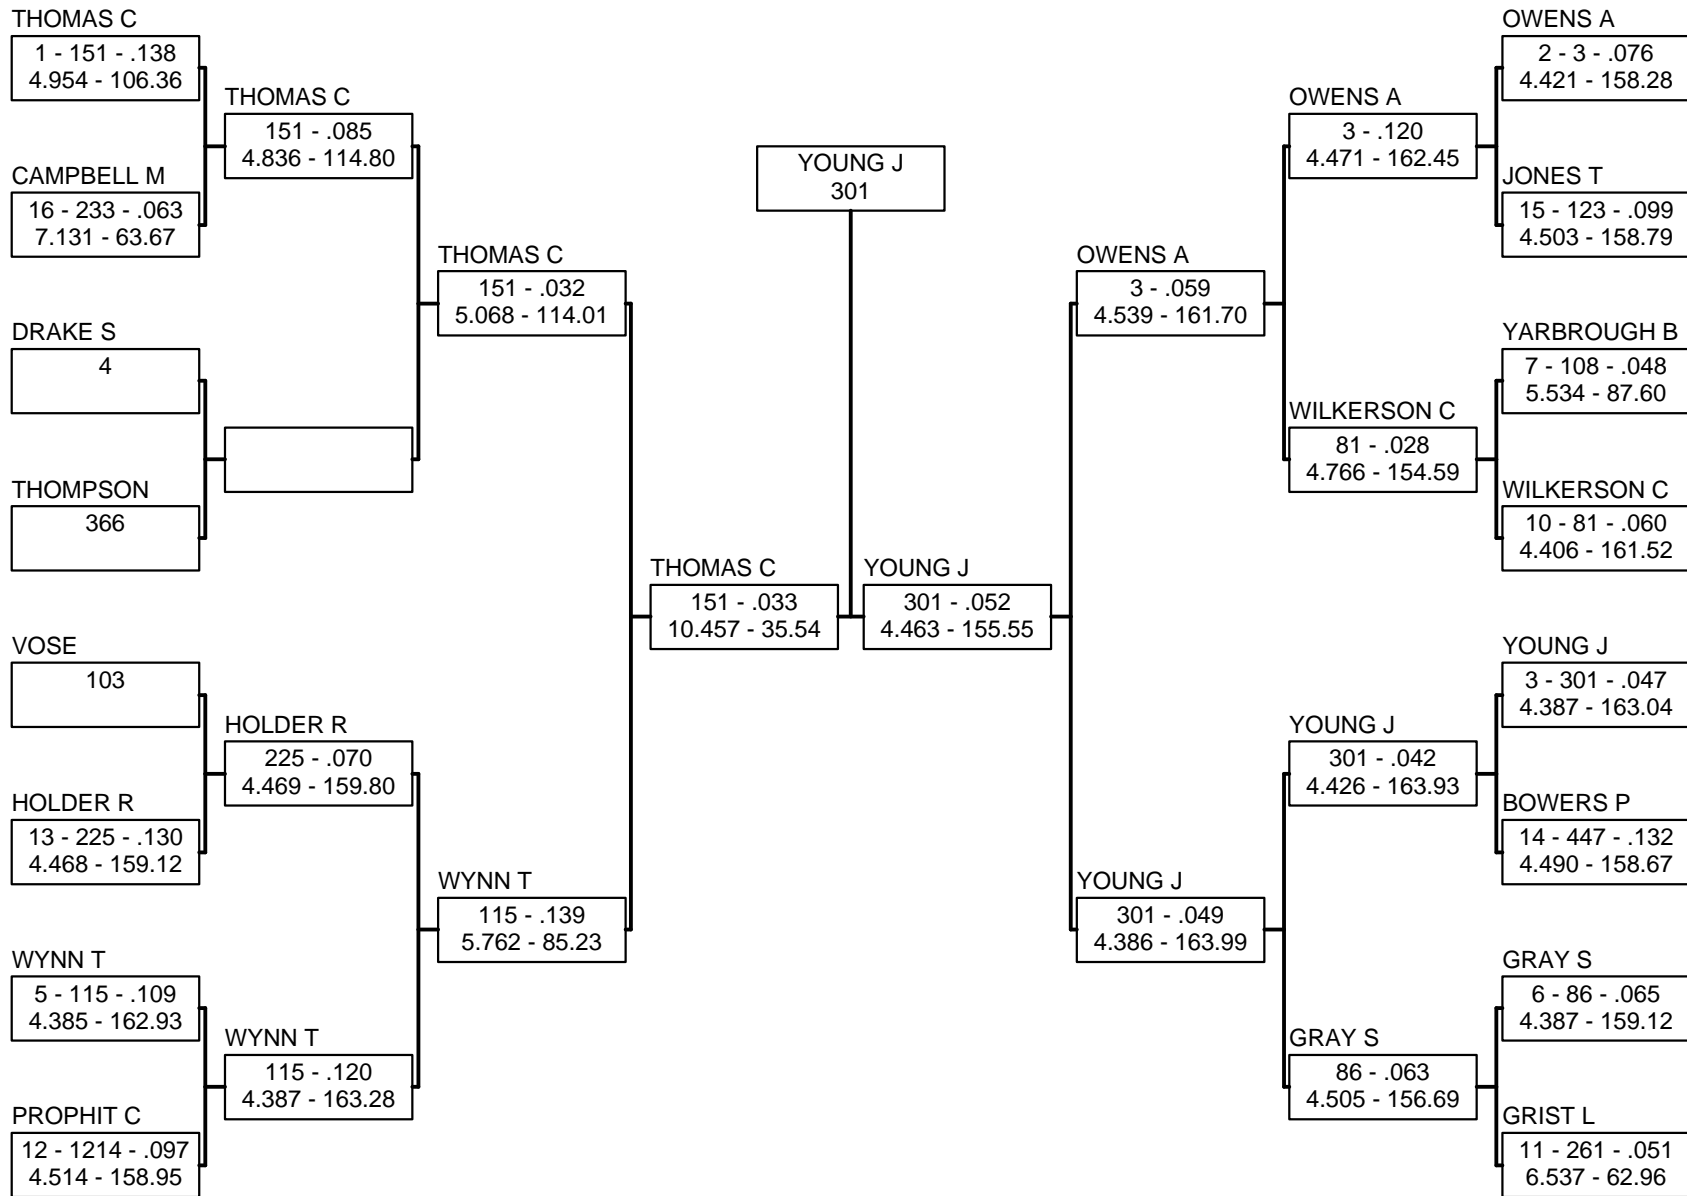 THOMAS C
1 - 151 - .138
4.954 - 106.36
CAMPBELL M
16 - 233 - .063
7.131 - 63.67
DRAKE S
4
THOMPSON
366
VOSE
103
HOLDER R
13 - 225 - .130
4.468 - 159.12
WYNN T
5 - 115 - .109
4.385 - 162.93
PROPHIT C
12 - 1214 - .097
4.514 - 158.95
THOMAS C
151 - .085
4.836 - 114.80
HOLDER R
225 - .070
4.469 - 159.80
WYNN T
115 - .120
4.387 - 163.28
THOMAS C
151 - .032
5.068 - 114.01
WYNN T
115 - .139
5.762 - 85.23
THOMAS C
151 - .033
10.457 - 35.54
YOUNG J
301
YOUNG J
301 - .052
4.463 - 155.55
OWENS A
3 - .059
4.539 - 161.70
YOUNG J
301 - .049
4.386 - 163.99
OWENS A
3 - .120
4.471 - 162.45
WILKERSON C
81 - .028
4.766 - 154.59
YOUNG J
301 - .042
4.426 - 163.93
GRAY S
86 - .063
4.505 - 156.69
OWENS A
2 - 3 - .076
4.421 - 158.28
JONES T
15 - 123 - .099
4.503 - 158.79
YARBROUGH B
7 - 108 - .048
5.534 - 87.60
WILKERSON C
10 - 81 - .060
4.406 - 161.52
YOUNG J
3 - 301 - .047
4.387 - 163.04
BOWERS P
14 - 447 - .132
4.490 - 158.67
GRAY S
6 - 86 - .065
4.387 - 159.12
GRIST L
11 - 261 - .051
6.537 - 62.96